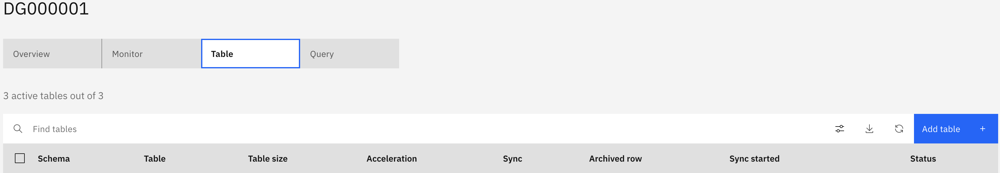 DG000001
Overview Monitor Table Query
3 active tables out of 3
Find tables Add table +
Schema Table Table size Acceleration Sync Archived row Sync started Status